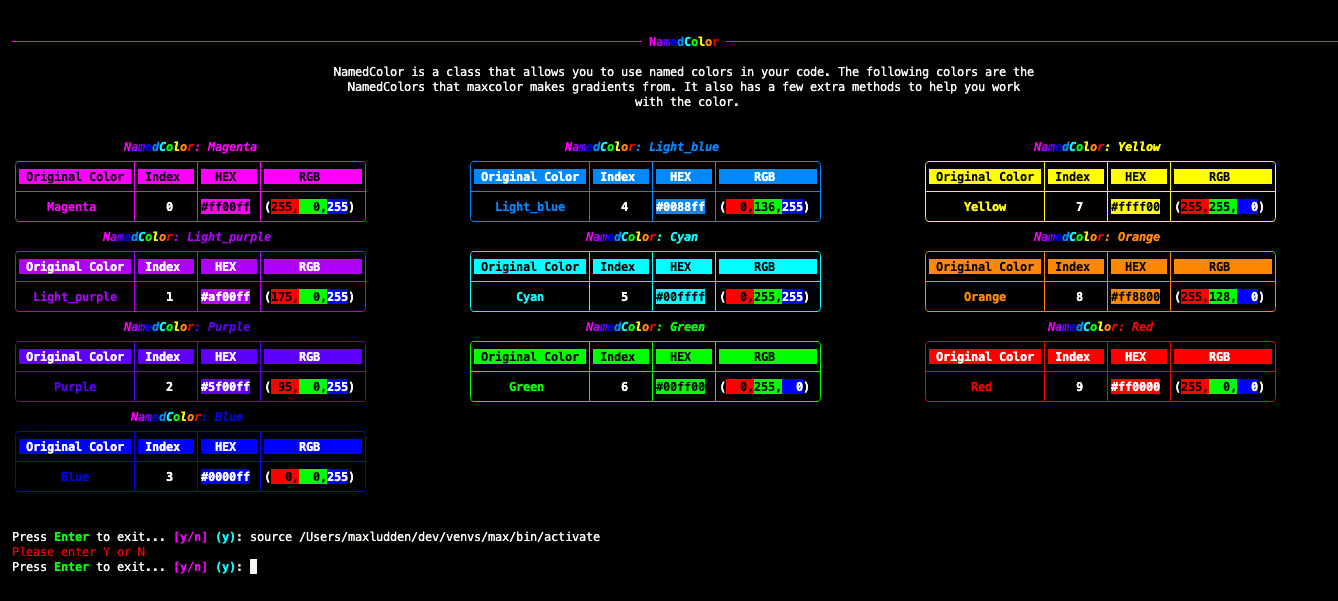 NamedColor
NamedColor is a class that allows you to use named colors in your code. The following colors are the
NamedColors that maxcolor makes gradients from. It also has a few extra methods to help you work
with the color.
NamedColor: Magenta
Original Color Index HEX RGB
Magenta 0 #ff00ff (255, 0,255)
NamedColor: Light_purple
Original Color Index HEX RGB
Light_purple 1 #af00ff (175, 0,255)
NamedColor: Purple
Original Color Index HEX RGB
Purple 2 #5f00ff ( 95, 0,255)
NamedColor: Blue
Original Color Index HEX RGB
Blue 3 #0000ff ( 0, 0,255)
NamedColor: Light_blue
Original Color Index HEX RGB
Light_blue 4 #0088ff ( 0,136,255)
NamedColor: Cyan
Original Color Index HEX RGB
Cyan 5 #00ffff ( 0,255,255)
NamedColor: Green
Original Color Index HEX RGB
Green 6 #00ff00 ( 0,255, 0)
NamedColor: Yellow
Original Color Index HEX RGB
Yellow 7 #ffff00 (255,255, 0)
NamedColor: Orange
Original Color Index HEX RGB
Orange 8 #ff8800 (255,128, 0)
NamedColor: Red
Original Color Index HEX RGB
Red 9 #ff0000 (255, 0, 0)
Press Enter to exit... [y/n] (y): source /Users/maxludden/dev/venvs/max/bin/activate
Please enter Y or N
Press Enter to exit... [y/n] (y):